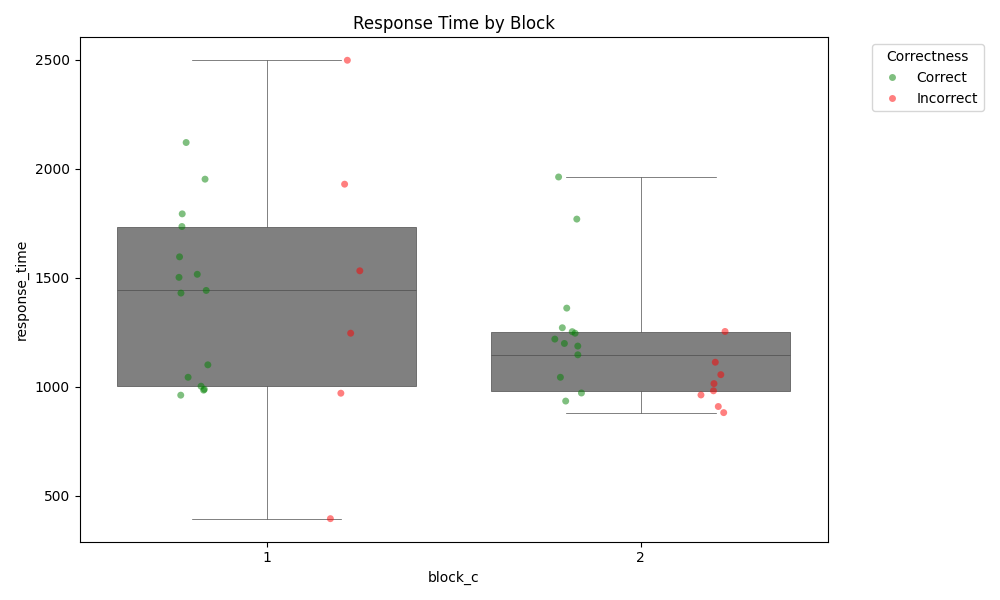 Response Time by Block
Correctness
Correct
Incorrect
response_time
2500
2000
1500
1000
500
1
2
block_c